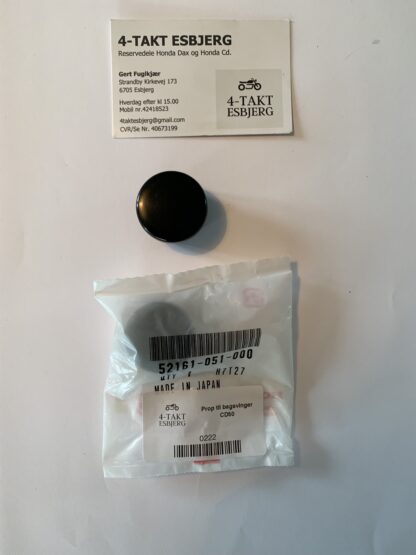 4-TAKT ESBJERG
Reservedele Honda Dax og Honda Cd.
Gert Fuglkjær
Strandby Kirkevej 173
6705 Esbjerg
Hverdag efter kl 15.00
Mobil nr.42418523
4taktesbjerg@gmail.com
CVR/Se Nr. 40673199
4-TAKT
ESBJERG
52161-051-000
MADE IN JAPAN
4-TAKT
ESBJERG
Prop til bagsvinger
CD50
0222